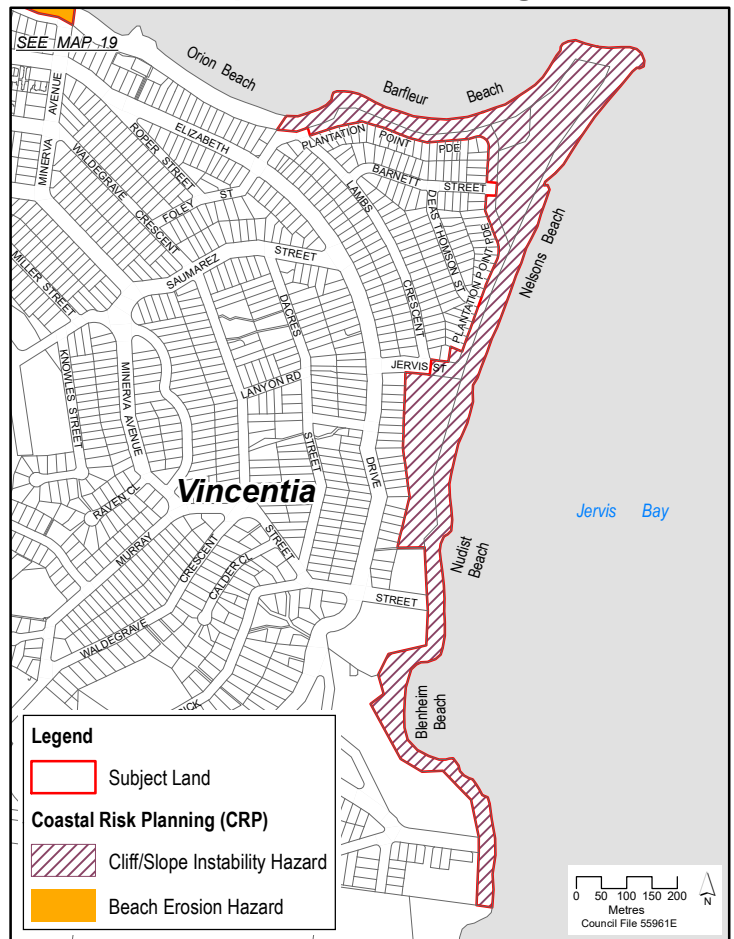 SEE MAP 19
Orion Beach
Barfleur Beach
MINERVA AVENUE
ELIZABETH
PLANTATION POINT PDE
ROPER STREET
WALDEGRAVE CRESCENT
FOLEY ST
BARNETT STREET
LAMBS CRESCENT
DEAS THOMSON ST
PLANTATION POINT PDE
Nelsons Beach
SAUMAREZ STREET
MILLER STREET
DACRES STREET
JERVIS ST
LANYON RD
KNOWLES STREET
MINERVA AVENUE
DRIVE
Vincentia
Jervis Bay
RAVEN CL
MURRAY STREET
CRESCENT
CALDER CL
WALDEGRAVE
Nudist Beach
STREET
Blenheim Beach
Legend
Subject Land
Coastal Risk Planning (CRP)
Cliff/Slope Instability Hazard
Beach Erosion Hazard
0 50 100 150 200
Metres
N
Council File 55961E